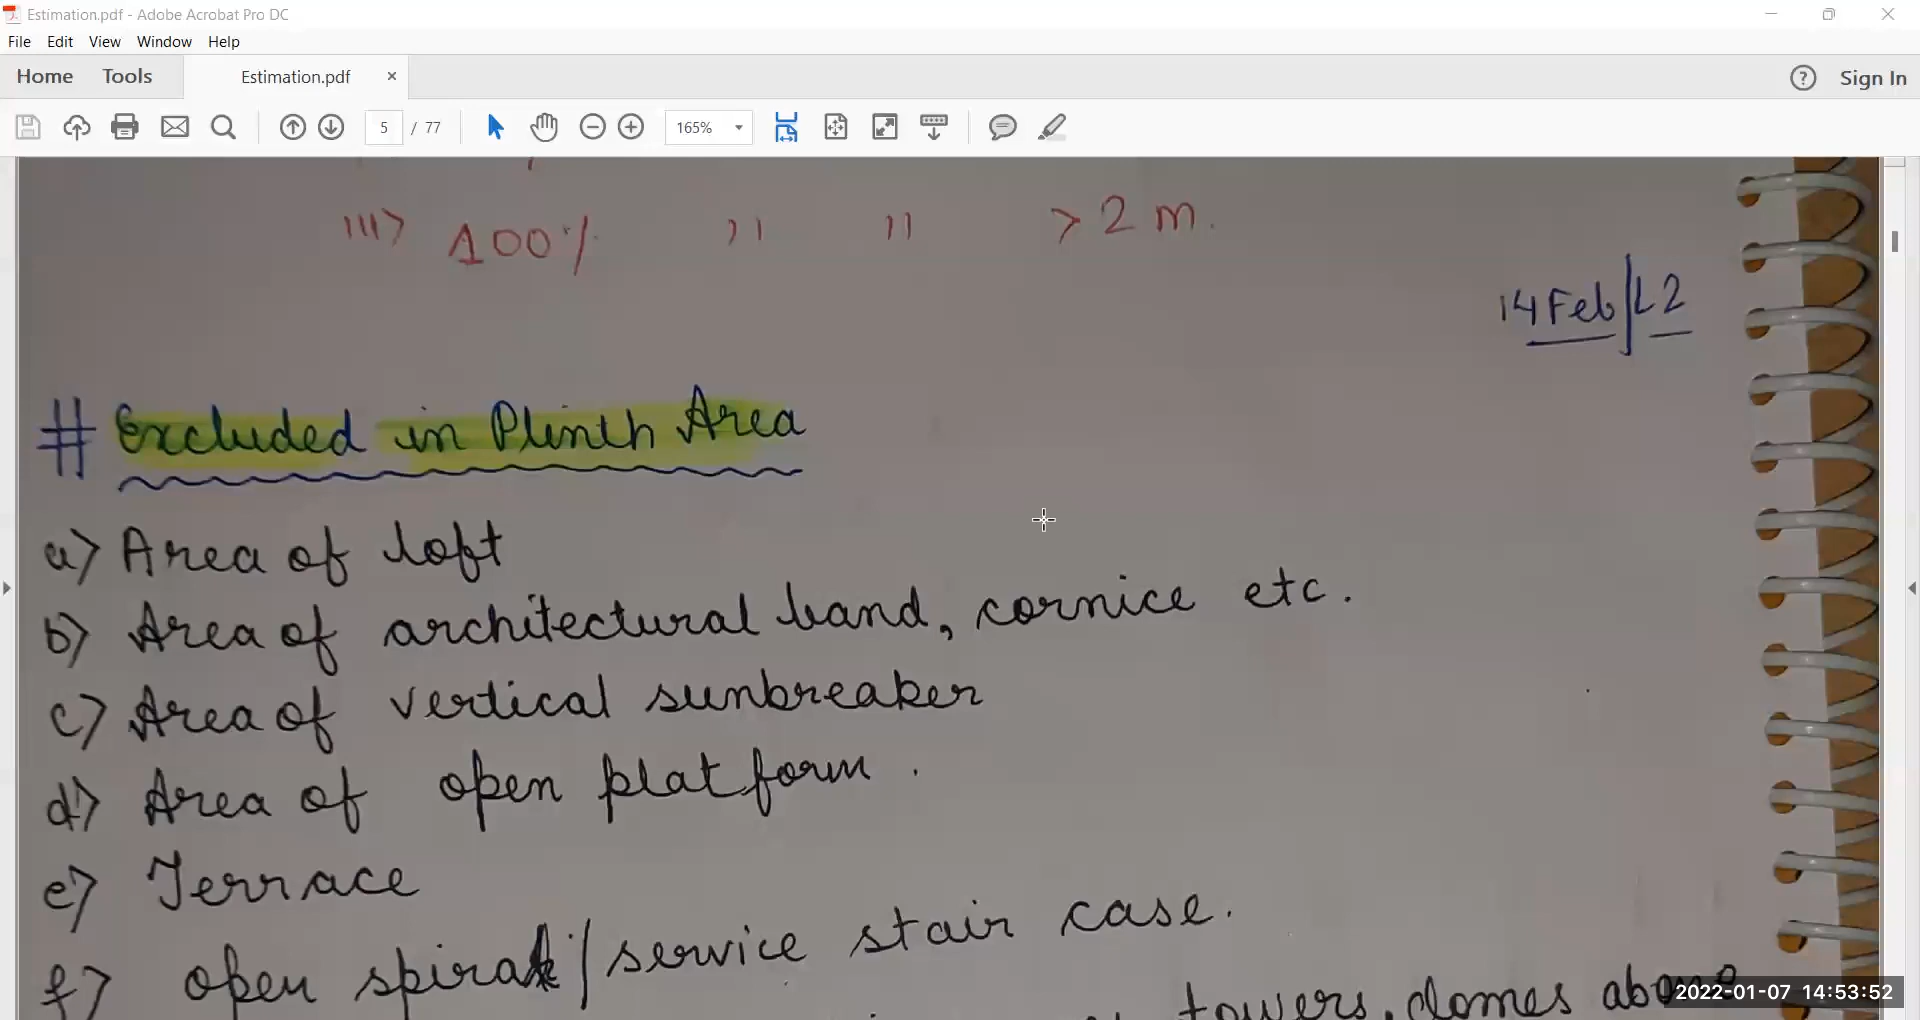 Estimation.pdf - Adobe Acrobat Pro DC
File Edit View Window Help
Home Tools Estimation.pdf × ? Sign In
5 / 77 165%
iii> 100% " " > 2 m.
14 Feb/L2
# Excluded in Plinth Area
a> Area of loft
b> Area of architectural band, cornice etc.
c> Area of vertical sunbreaker
d> Area of open platform.
e> Terrace
f> open spiral/service stair case.
towers, domes above
2022-01-07 14:53:52